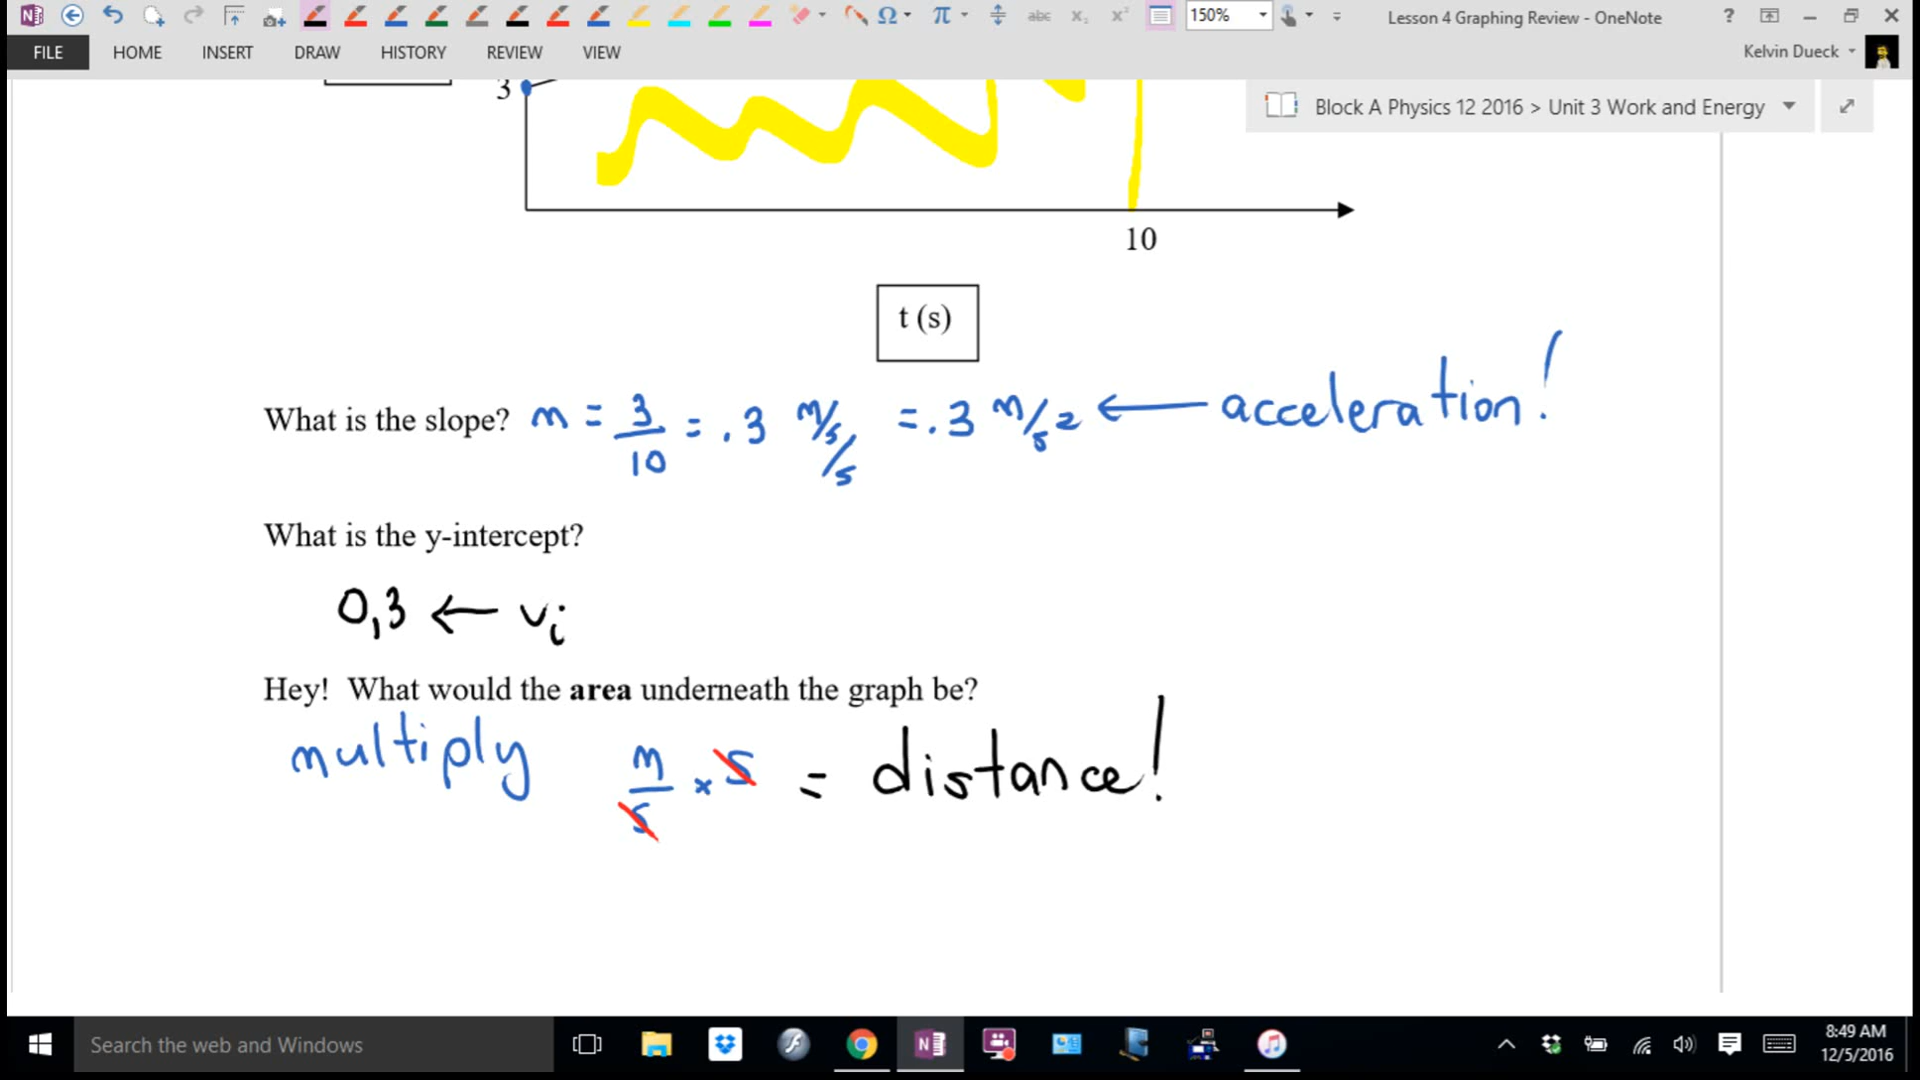 150%
Lesson 4 Graphing Review - OneNote
FILE HOME INSERT DRAW HISTORY REVIEW VIEW
Kelvin Dueck
Block A Physics 12 2016 > Unit 3 Work and Energy
3
10
t (s)
What is the slope? m = 3/10 = .3 m/s/s = .3 m/s2 ← acceleration!
What is the y-intercept?
0,3 ← vi
Hey! What would the area underneath the graph be?
multiply m/s × s = distance!
Search the web and Windows
8:49 AM
12/5/2016